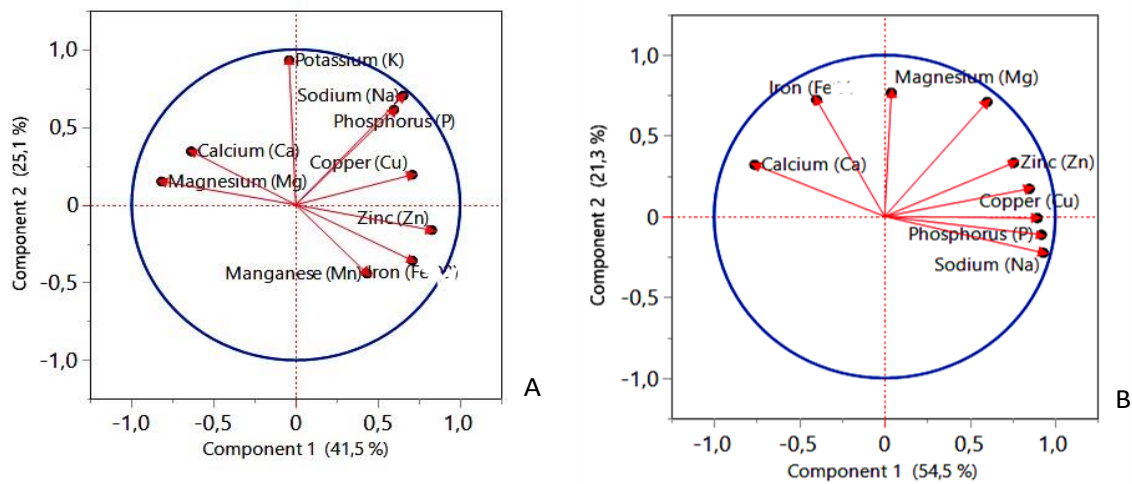 1,0
0,5
0
-0,5
-1,0
Component 2 (25,1 %)
Potassium (K)
Sodium (Na)
Phosphorus (P)
Calcium (Ca)
Copper (Cu)
Magnesium (Mg)
Zinc (Zn)
Manganese (Mn)
Iron (Fe
-1,0 -0,5 0 0,5 1,0
Component 1 (41,5 %)
A
1,0
0,5
0
-0,5
-1,0
Component 2 (21,3 %)
Iron (Fe
Magnesium (Mg)
Calcium (Ca)
Zinc (Zn)
Copper (Cu)
Phosphorus (P)
Sodium (Na)
-1,0 -0,5 0 0,5 1,0
Component 1 (54,5 %)
B